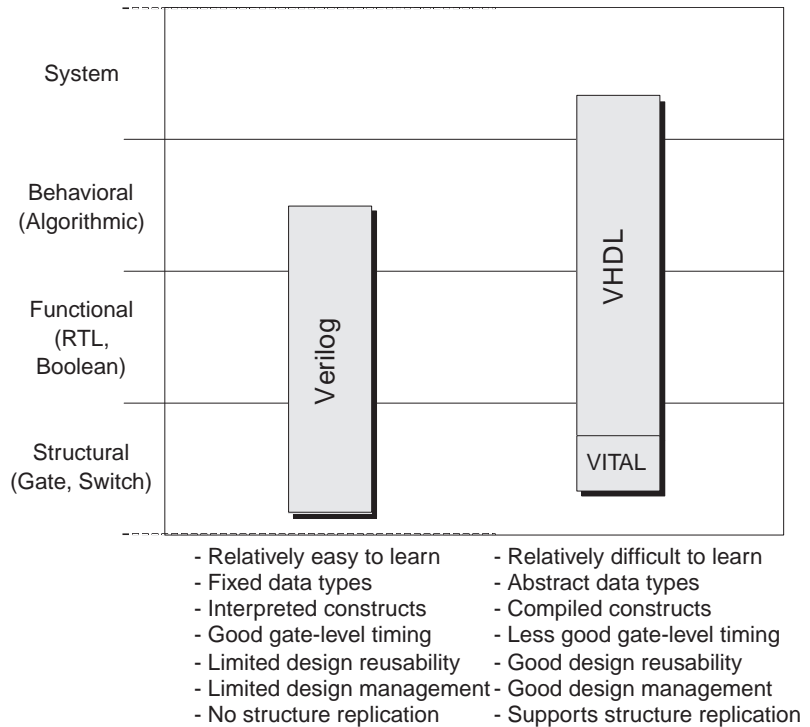 System
Behavioral
(Algorithmic)
Functional
(RTL,
Boolean)
Structural
(Gate, Switch)
Verilog
VHDL
VITAL
- Relatively easy to learn
- Fixed data types
- Interpreted constructs
- Good gate-level timing
- Limited design reusability
- Limited design management
- No structure replication
- Relatively difficult to learn
- Abstract data types
- Compiled constructs
- Less good gate-level timing
- Good design reusability
- Good design management
- Supports structure replication